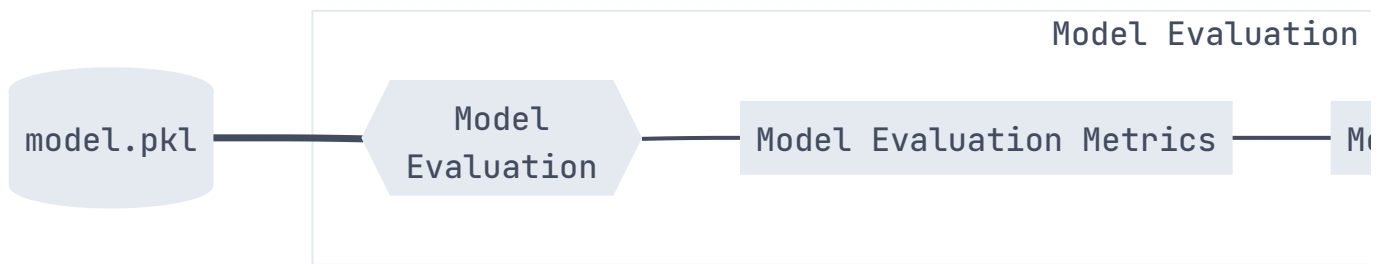 Model Evaluation
model.pkl
Model
Evaluation
Model Evaluation Metrics